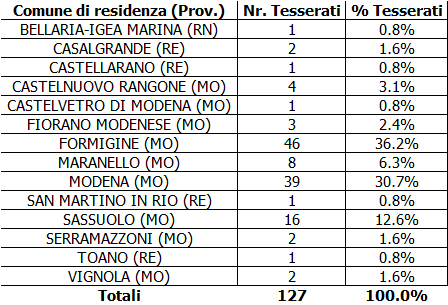 Comune di residenza (Prov.) Nr. Tesserati % Tesserati
BELLARIA-IGEA MARINA (RN) 1 0.8%
CASALGRANDE (RE) 2 1.6%
CASTELLARANO (RE) 1 0.8%
CASTELNUOVO RANGONE (MO) 4 3.1%
CASTELVETRO DI MODENA (MO) 1 0.8%
FIORANO MODENESE (MO) 3 2.4%
FORMIGINE (MO) 46 36.2%
MARANELLO (MO) 8 6.3%
MODENA (MO) 39 30.7%
SAN MARTINO IN RIO (RE) 1 0.8%
SASSUOLO (MO) 16 12.6%
SERRAMAZZONI (MO) 2 1.6%
TOANO (RE) 1 0.8%
VIGNOLA (MO) 2 1.6%
Totali 127 100.0%